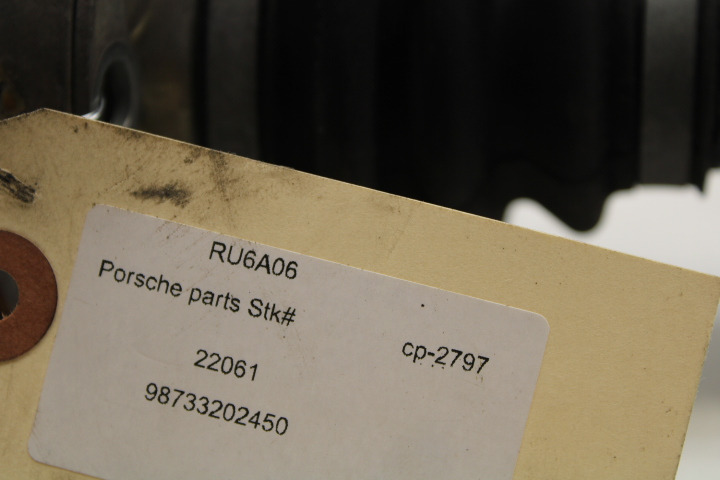 RU6A06
Porsche parts Stk#
cp-2797
22061
98733202450